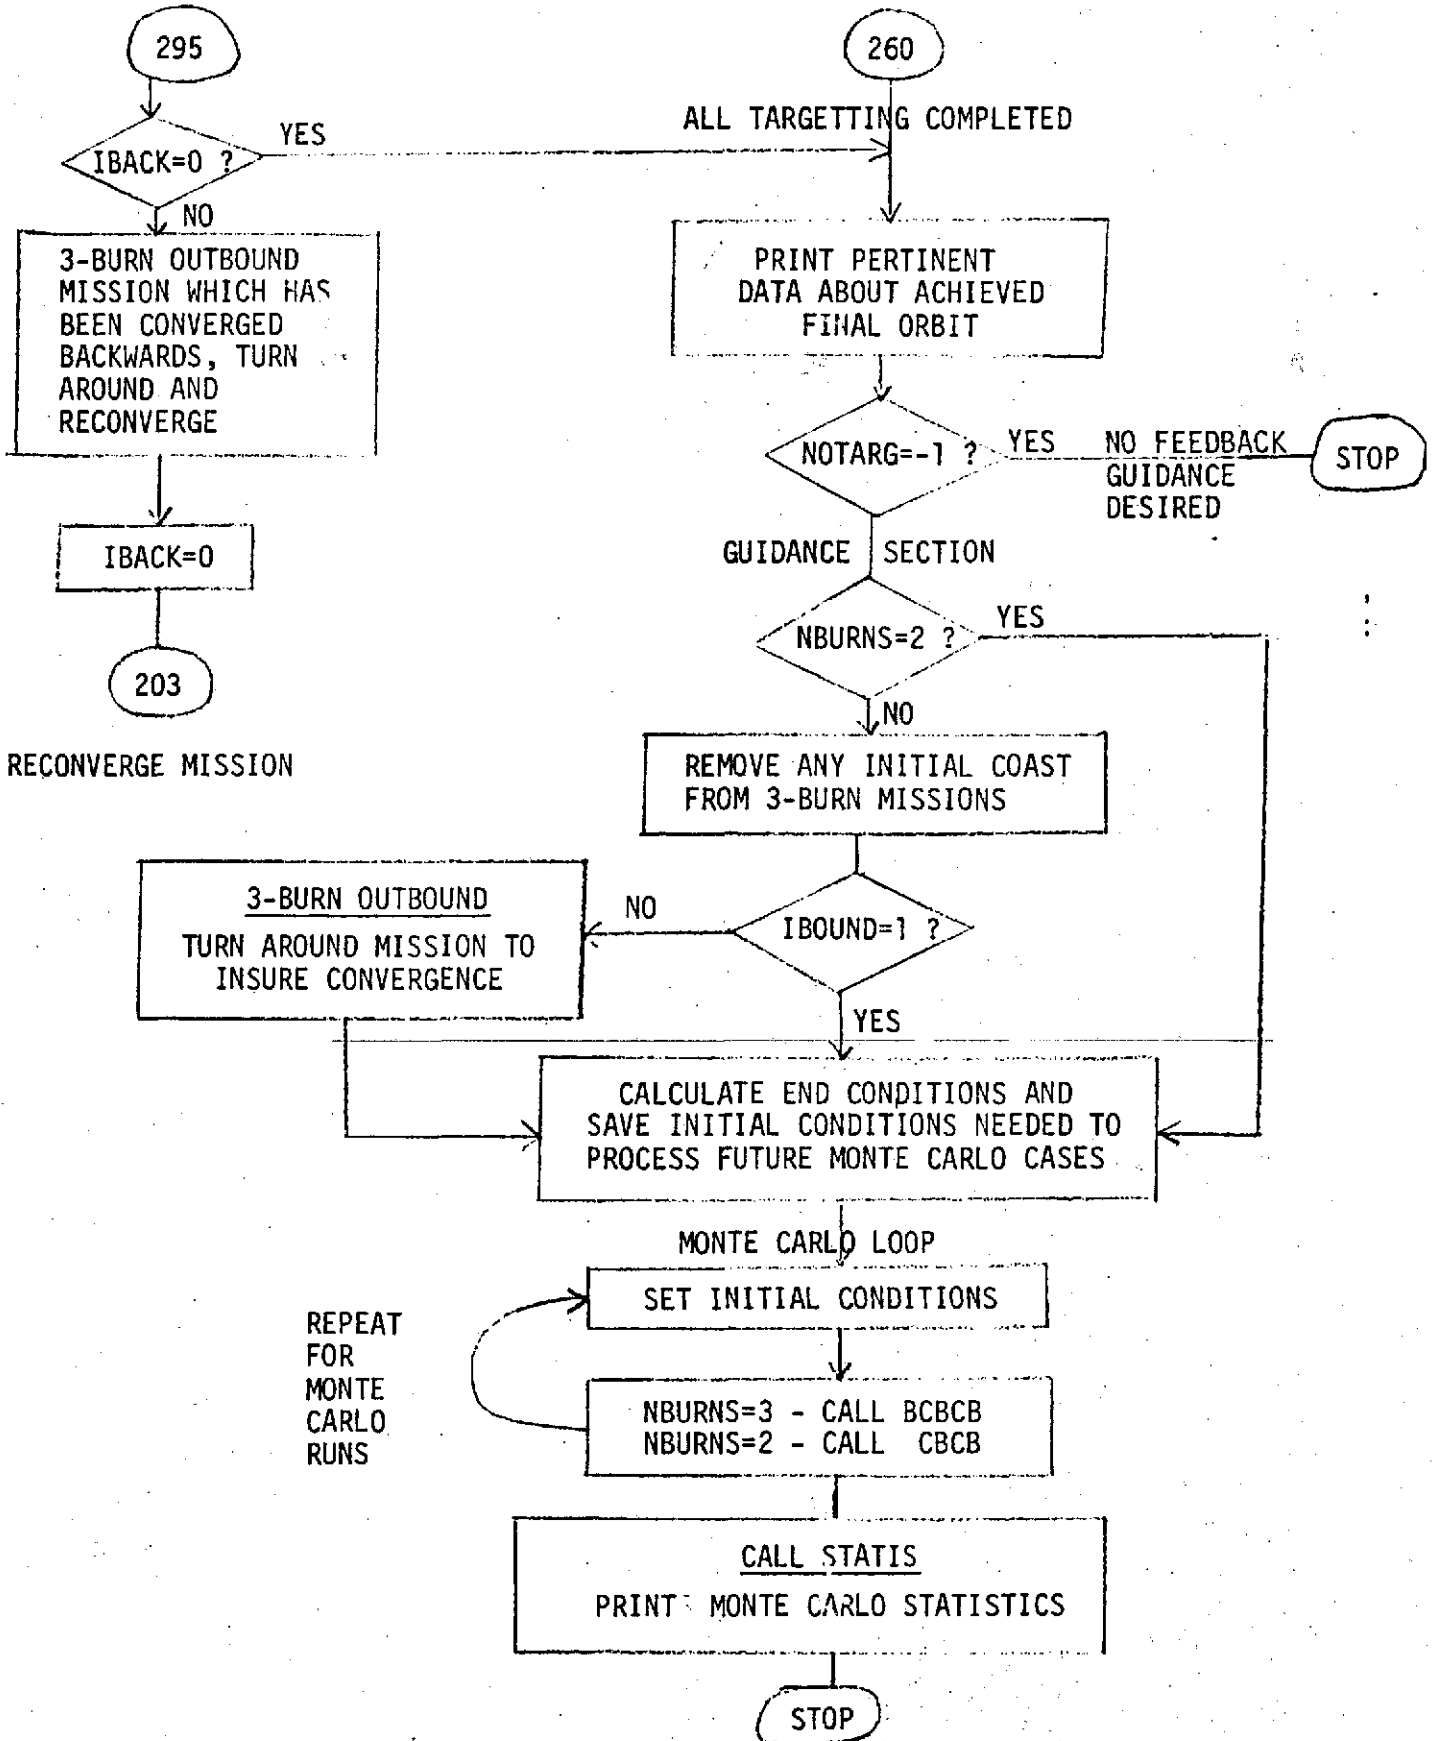 295
260
ALL TARGETTING COMPLETED
IBACK=0 ?
YES
NO
3-BURN OUTBOUND
MISSION WHICH HAS
BEEN CONVERGED
BACKWARDS, TURN
AROUND AND
RECONVERGE
IBACK=0
203
RECONVERGE MISSION
PRINT PERTINENT
DATA ABOUT ACHIEVED
FINAL ORBIT
NOTARG=-1 ?
YES
NO FEEDBACK
GUIDANCE
DESIRED
STOP
GUIDANCE SECTION
NBURNS=2 ?
YES
NO
REMOVE ANY INITIAL COAST
FROM 3-BURN MISSIONS
IBOUND=1 ?
NO
3-BURN OUTBOUND
TURN AROUND MISSION TO
INSURE CONVERGENCE
YES
CALCULATE END CONDITIONS AND
SAVE INITIAL CONDITIONS NEEDED TO
PROCESS FUTURE MONTE CARLO CASES
MONTE CARLO LOOP
SET INITIAL CONDITIONS
REPEAT
FOR
MONTE
CARLO
RUNS
NBURNS=3 - CALL BCBCB
NBURNS=2 - CALL CBCB
CALL STATIS
PRINT MONTE CARLO STATISTICS
STOP